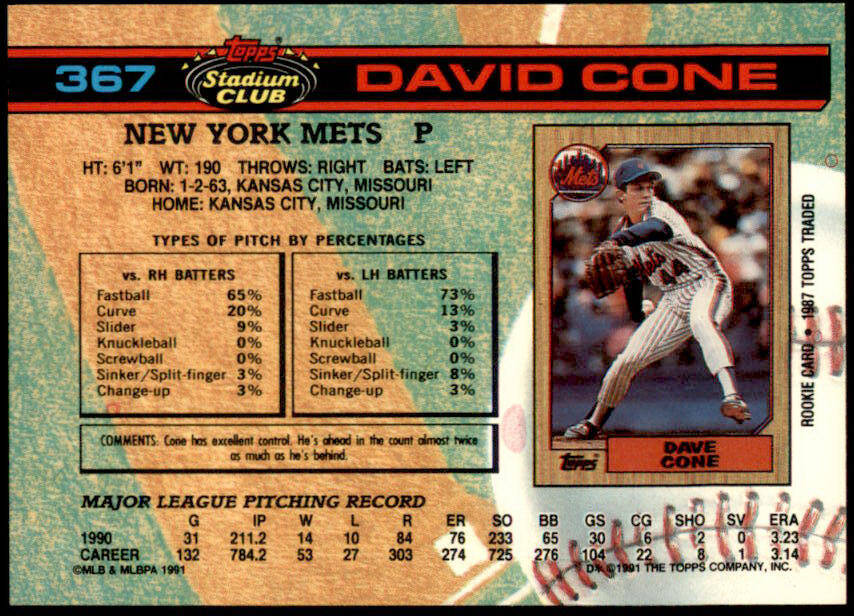 367 Topps Stadium CLUB DAVID CONE
NEW YORK METS P
HT: 6'1" WT: 190 THROWS: RIGHT BATS: LEFT
BORN: 1-2-63, KANSAS CITY, MISSOURI
HOME: KANSAS CITY, MISSOURI
TYPES OF PITCH BY PERCENTAGES
vs. RH BATTERS
Fastball 65%
Curve 20%
Slider 9%
Knuckleball 0%
Screwball 0%
Sinker/Split-finger 3%
Change-up 3%
vs. LH BATTERS
Fastball 73%
Curve 13%
Slider 3%
Knuckleball 0%
Screwball 0%
Sinker/Split-finger 8%
Change-up 3%
COMMENTS: Cone has excellent control. He's ahead in the count almost twice
as much as he's behind.
Mets
Mets
44
Topps
DAVE
CONE
ROOKIE CARD • 1987 TOPPS TRADED
MAJOR LEAGUE PITCHING RECORD
G IP W L R ER SO BB GS CG SHO SV ERA
1990 31 211.2 14 10 84 76 233 65 30 6 2 0 3.23
CAREER 132 784.2 53 27 303 274 725 276 104 22 8 1 3.14
©MLB & MLBPA 1991 D* ©1991 THE TOPPS COMPANY, INC.